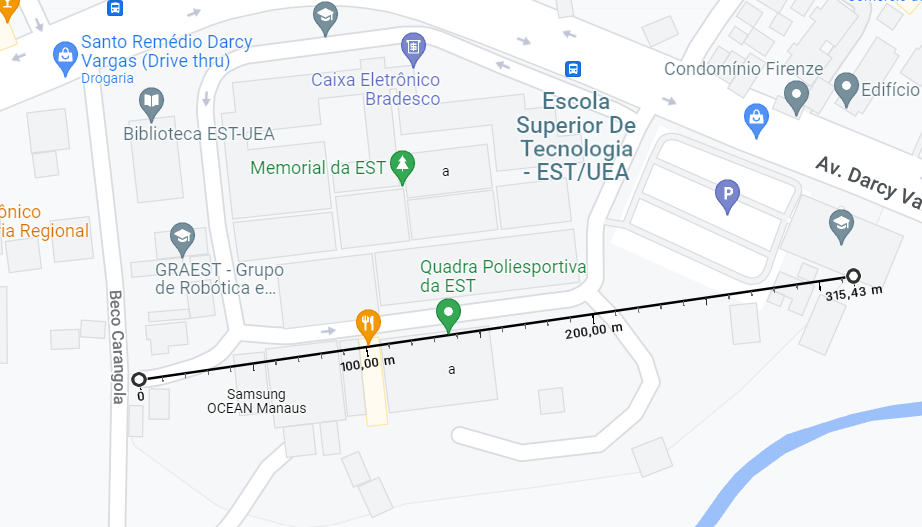 Santo Remédio Darcy
Vargas (Drive thru)
Drogaria
Caixa Eletrônico
Bradesco
Condomínio Firenze
Edifício
Escola
Superior De
Tecnologia
- EST/UEA
Biblioteca EST-UEA
Memorial da EST
a
P
Av. Darcy Va
ônico
ia Regional
GRAEST - Grupo
de Robótica e...
Quadra Poliesportiva
da EST
315,43 m
200,00 m
100,00 m
0
Beco Carangola
a
Samsung
OCEAN Manaus